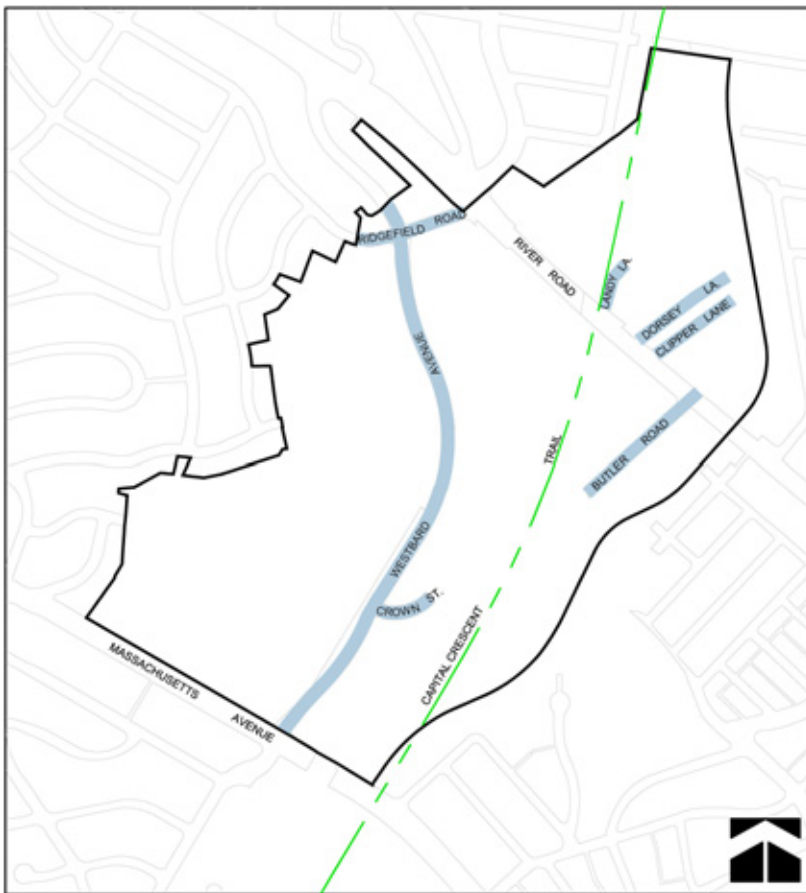 RIDGEFIELD ROAD
RIVER ROAD
LANDY LA.
DORSEY LA.
CLIPPER LANE
AVENUE
BUTLER ROAD
TRAIL
WESTBARD
CROWN ST.
CAPITAL CRESCENT
MASSACHUSETTS
AVENUE